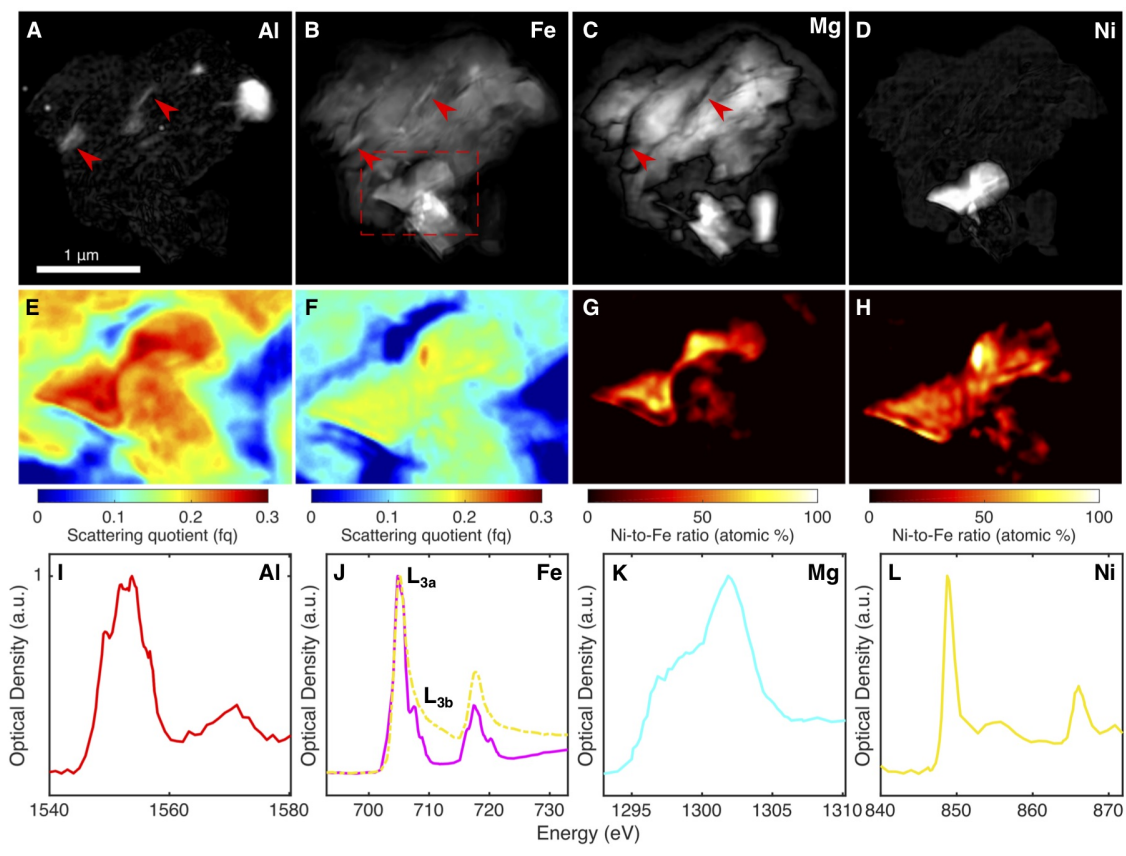 A Al B Fe C Mg D Ni
1 μm
E F G H
0 0.1 0.2 0.3 0 0.1 0.2 0.3 0 50 100 0 50 100
Scattering quotient (fq) Scattering quotient (fq) Ni-to-Fe ratio (atomic %) Ni-to-Fe ratio (atomic %)
I Al J Fe K Mg L Ni
1
L3a
L3b
Optical Density (a.u.) Optical Density (a.u.) Optical Density (a.u.) Optical Density (a.u.)
1540 1560 1580 700 710 720 730 1295 1300 1305 1310 840 850 860 870
Energy (eV)